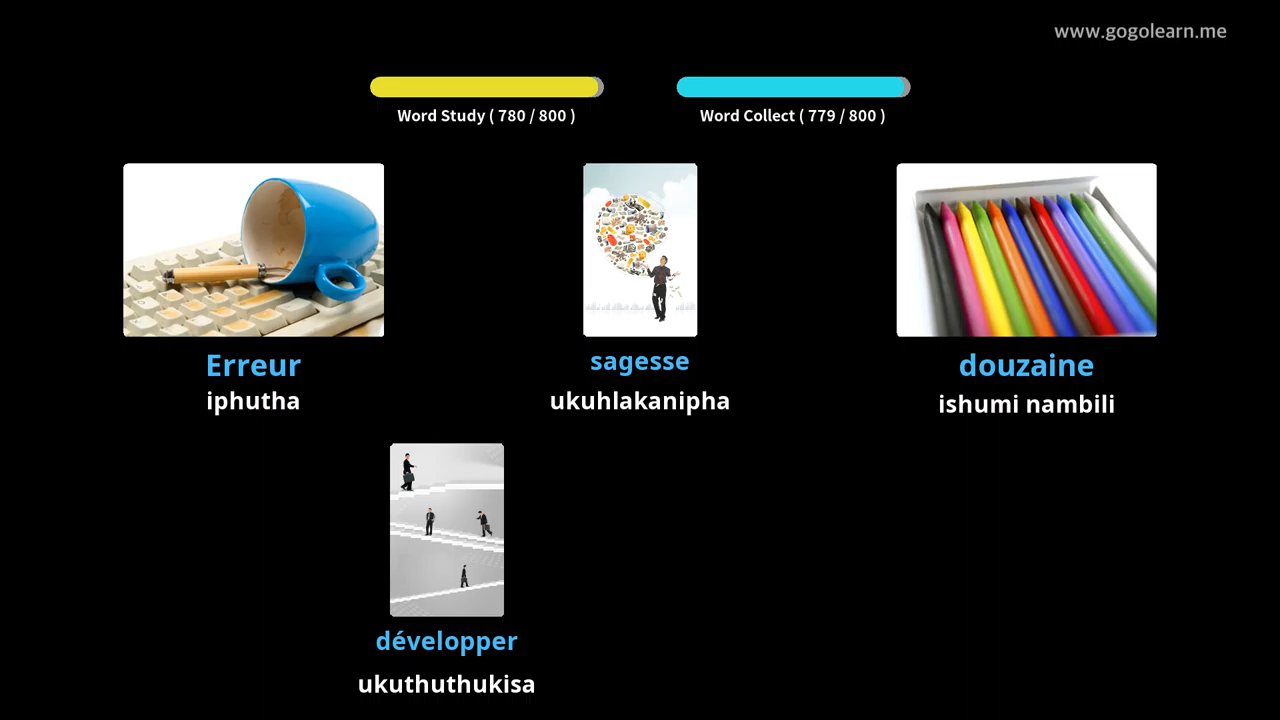 www.gogolearn.me
Word Study ( 780 / 800 )
Word Collect ( 779 / 800 )
Erreur
iphutha
sagesse
ukuhlakanipha
douzaine
ishumi nambili
développer
ukuthuthukisa